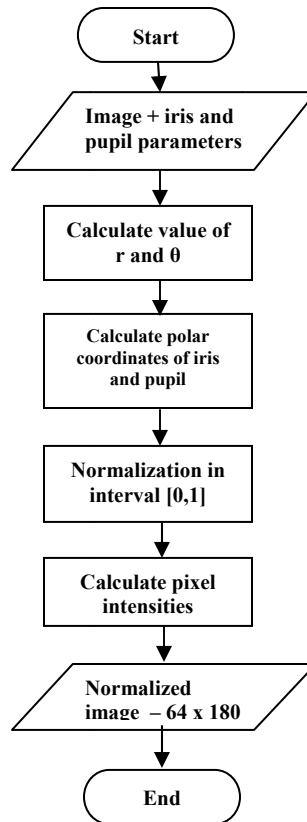 Start
Image + iris and
pupil parameters
Calculate value of
r and θ
Calculate polar
coordinates of iris
and pupil
Normalization in
interval [0,1]
Calculate pixel
intensities
Normalized
image – 64 x 180
End